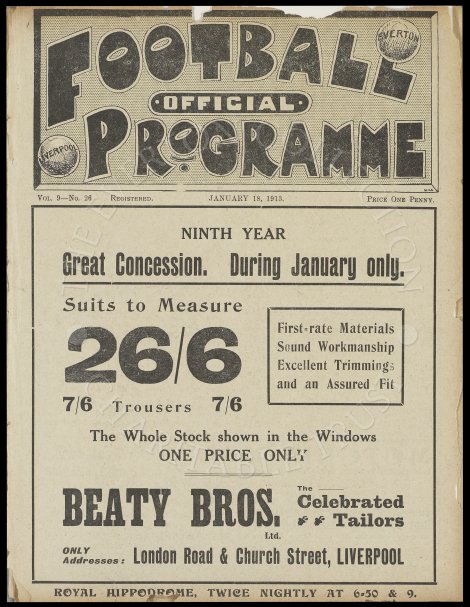 FOOTBALL
EVERTON
OFFICIAL
LIVERPOOL
PROGRAMME
VOL. 9—No. 26 REGISTERED. JANUARY 18, 1913. PRICE ONE PENNY.
NINTH YEAR
Great Concession. During January only.
Suits to Measure
26/6
7/6 Trousers 7/6
First-rate Materials
Sound Workmanship
Excellent Trimmings
and an Assured Fit
The Whole Stock shown in the Windows
ONE PRICE ONLY
BEATY BROS. Ltd.
The Celebrated
Tailors
ONLY Addresses: London Road & Church Street, LIVERPOOL
ROYAL HIPPODROME, TWICE NIGHTLY AT 6-50 & 9.